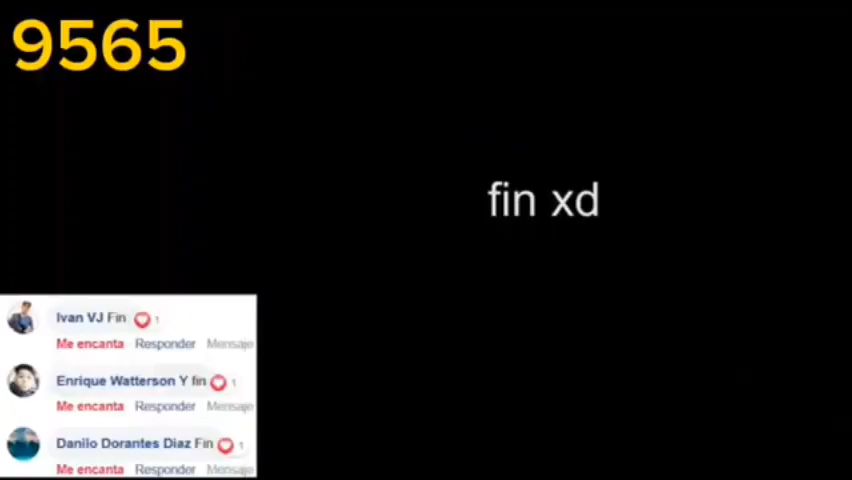 9565
fin xd
Ivan VJ Fin 1
Me encanta Responder Mensaje
Enrique Watterson Y fin 1
Me encanta Responder Mensaje
Danilo Dorantes Diaz Fin 1
Me encanta Responder Mensaje